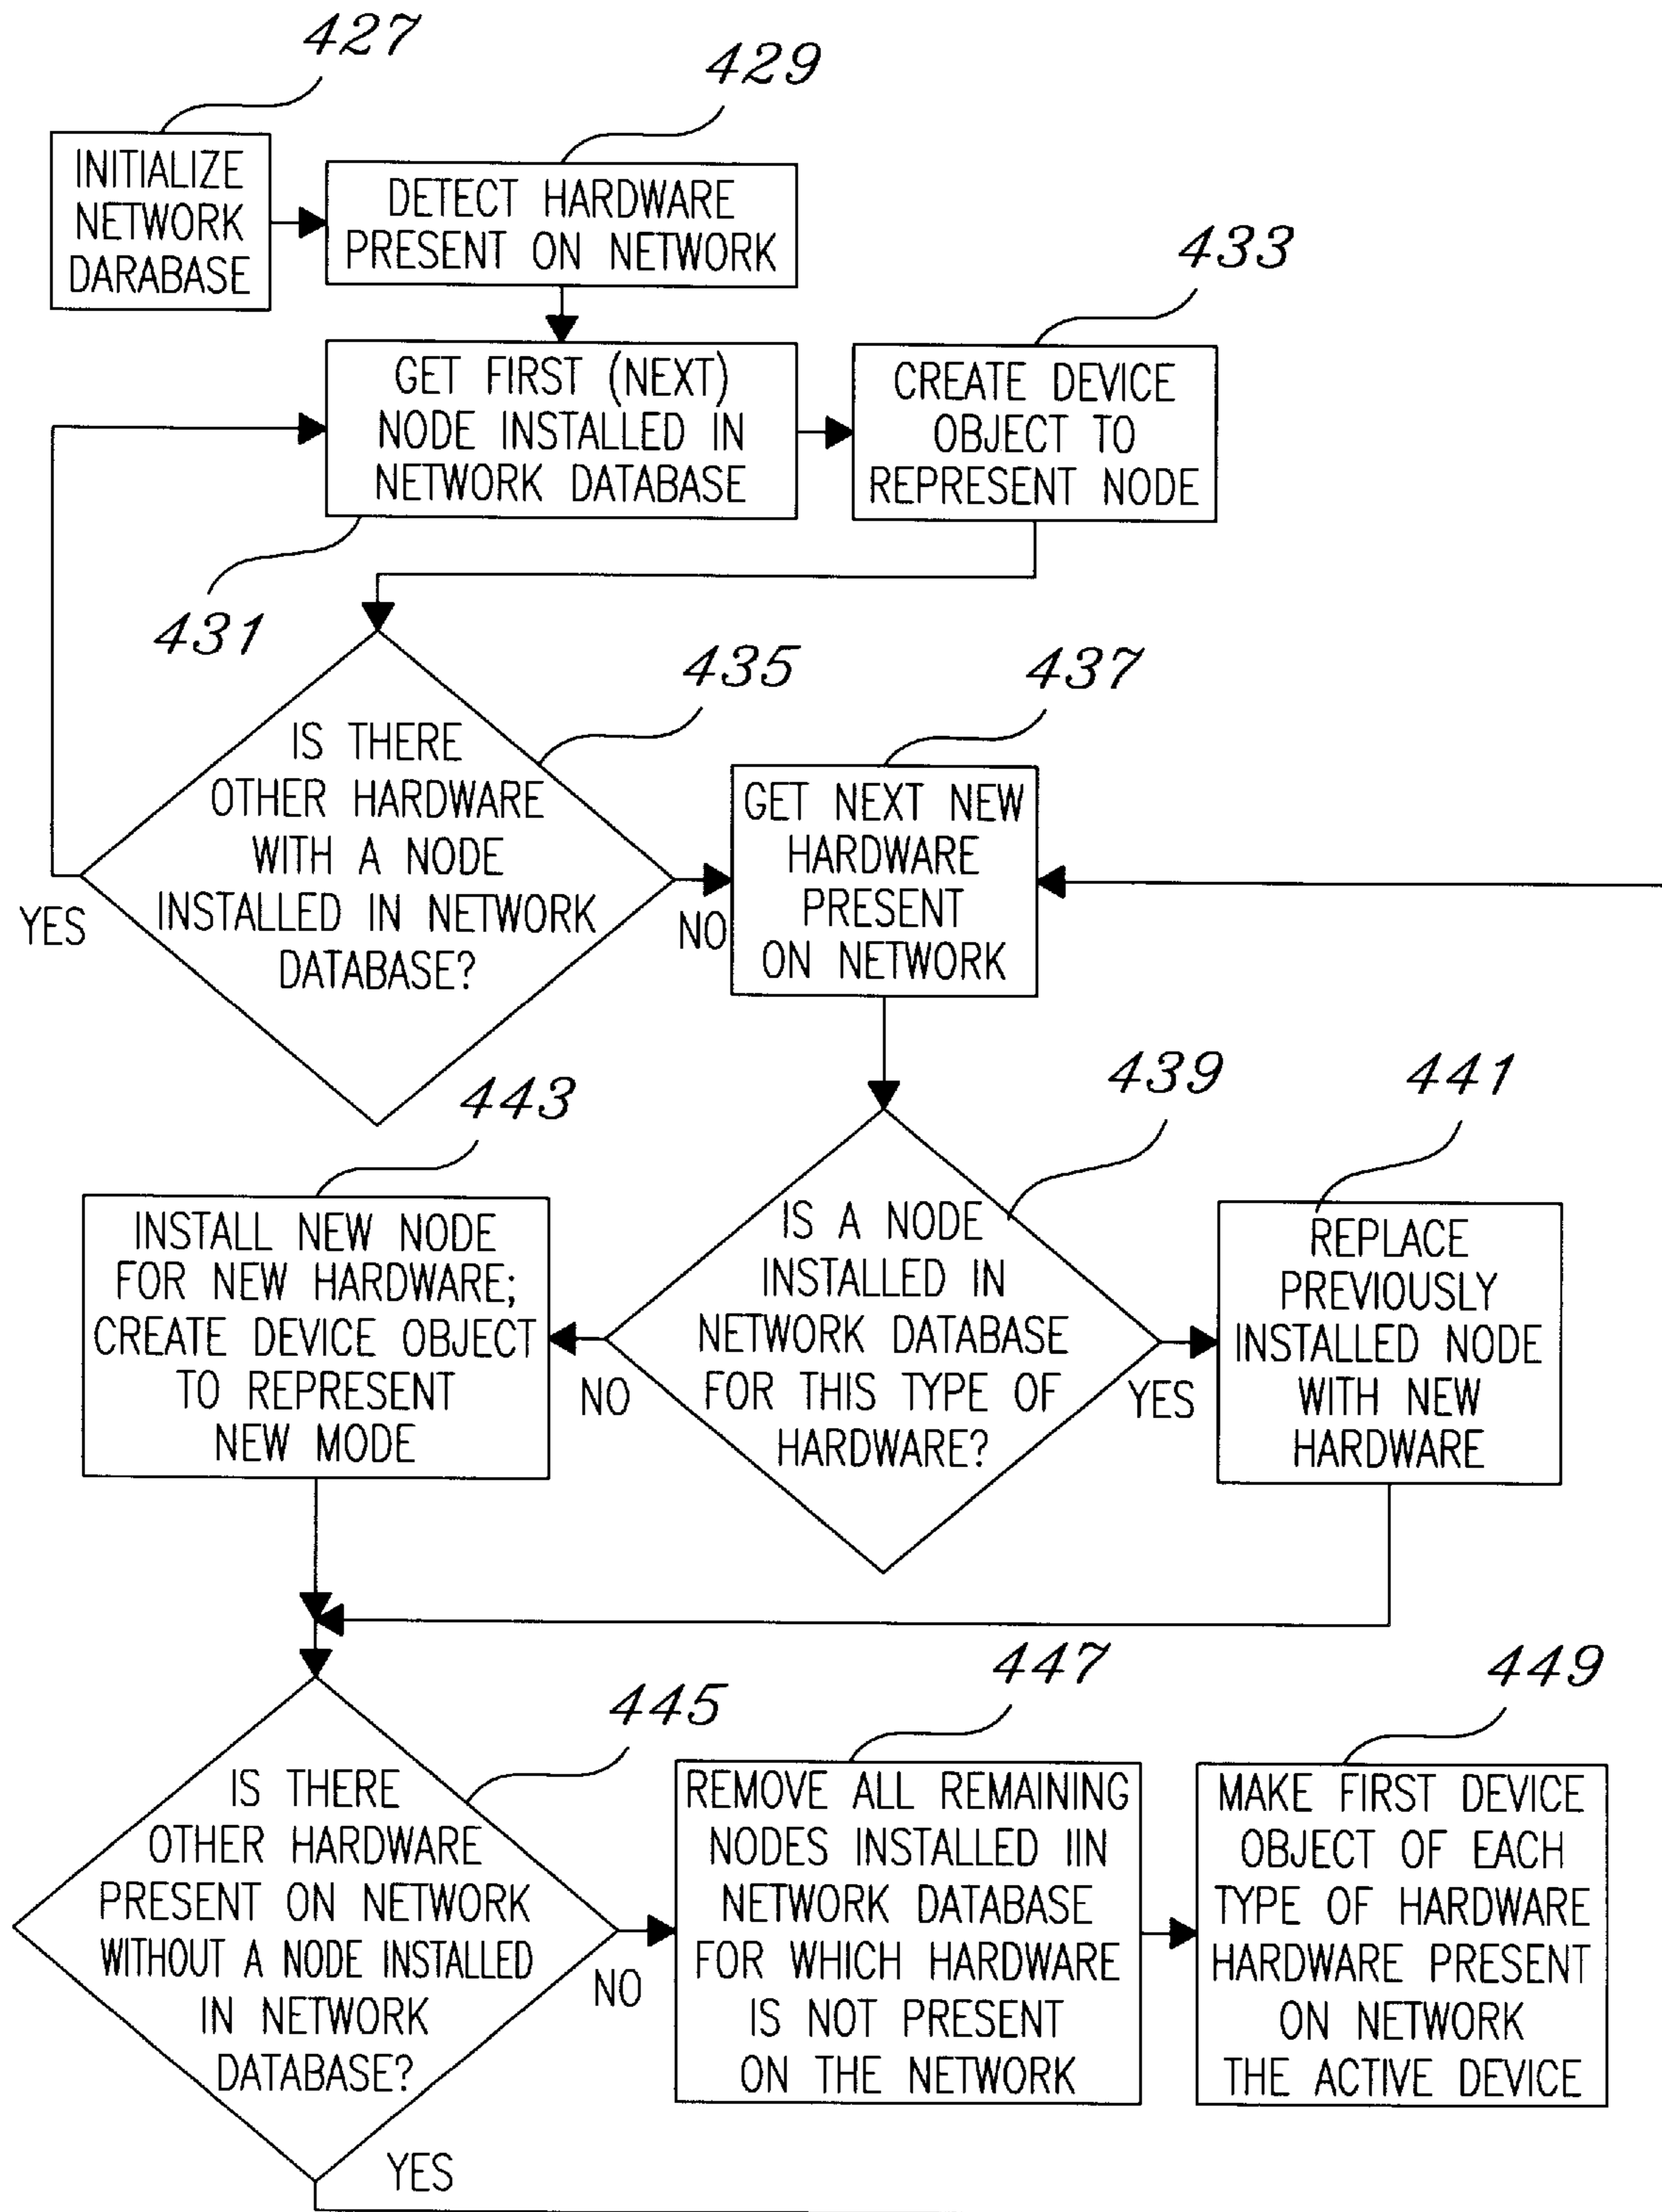 427
INITIALIZE
NETWORK
DARABASE
429
DETECT HARDWARE
PRESENT ON NETWORK
431
GET FIRST (NEXT)
NODE INSTALLED IN
NETWORK DATABASE
433
CREATE DEVICE
OBJECT TO
REPRESENT NODE
435
IS THERE
OTHER HARDWARE
WITH A NODE
INSTALLED IN NETWORK
DATABASE?
YES
NO
437
GET NEXT NEW
HARDWARE
PRESENT
ON NETWORK
439
IS A NODE
INSTALLED IN
NETWORK DATABASE
FOR THIS TYPE OF
HARDWARE?
NO
YES
441
REPLACE
PREVIOUSLY
INSTALLED NODE
WITH NEW
HARDWARE
443
INSTALL NEW NODE
FOR NEW HARDWARE;
CREATE DEVICE OBJECT
TO REPRESENT
NEW MODE
445
IS THERE
OTHER HARDWARE
PRESENT ON NETWORK
WITHOUT A NODE INSTALLED
IN NETWORK
DATABASE?
NO
YES
447
REMOVE ALL REMAINING
NODES INSTALLED IIN
NETWORK DATABASE
FOR WHICH HARDWARE
IS NOT PRESENT
ON THE NETWORK
449
MAKE FIRST DEVICE
OBJECT OF EACH
TYPE OF HARDWARE
HARDWARE PRESENT
ON NETWORK
THE ACTIVE DEVICE